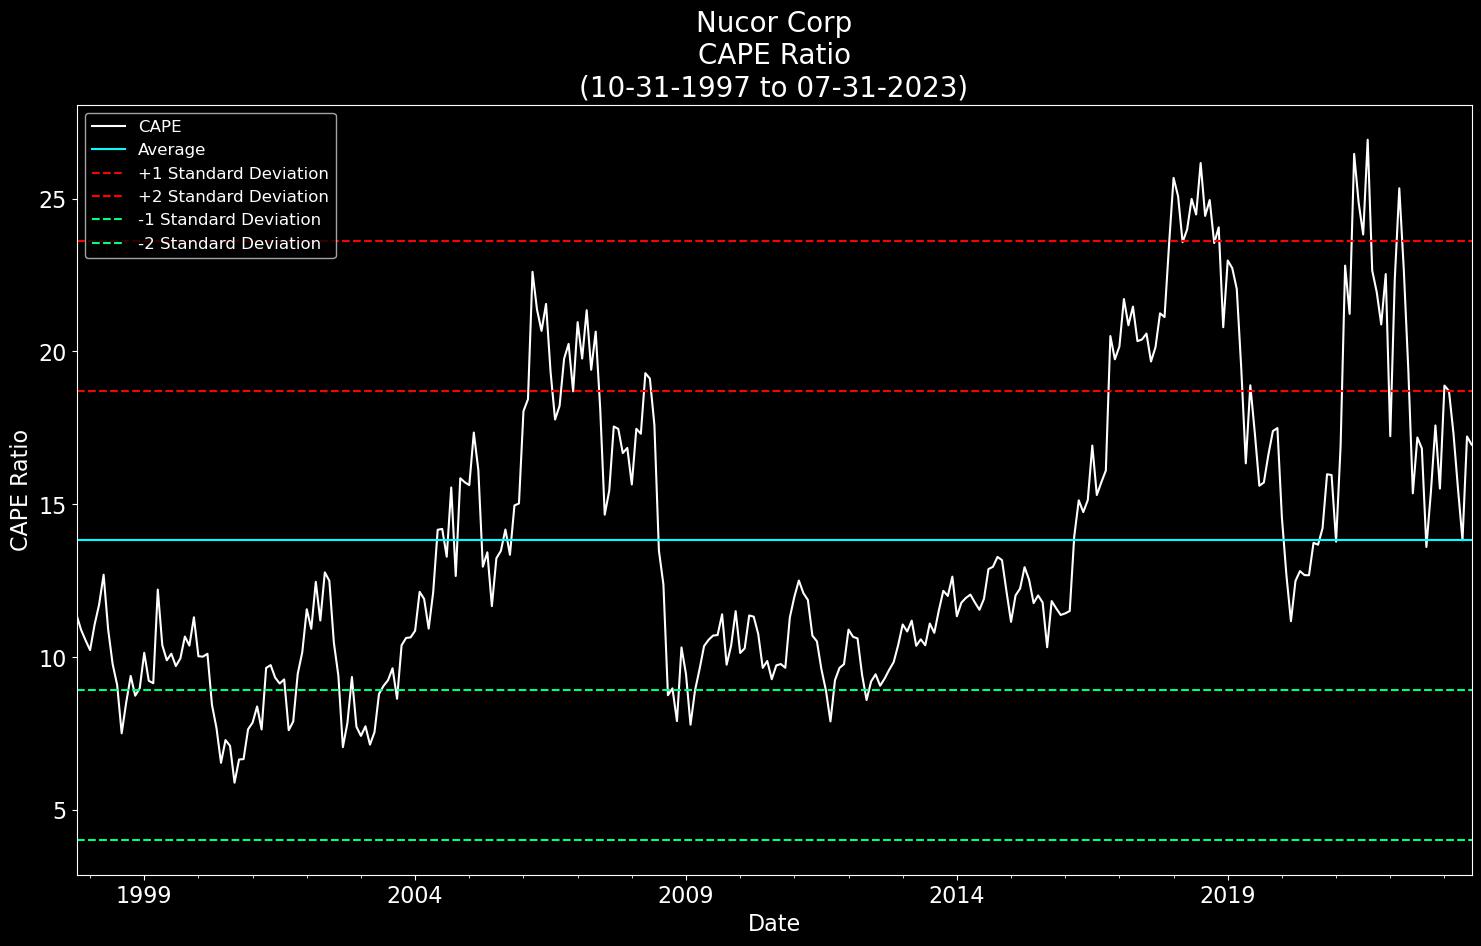 Nucor Corp
CAPE Ratio
(10-31-1997 to 07-31-2023)
CAPE
Average
+1 Standard Deviation
+2 Standard Deviation
-1 Standard Deviation
-2 Standard Deviation
CAPE Ratio
25
20
15
10
5
1999 2004 2009 2014 2019
Date